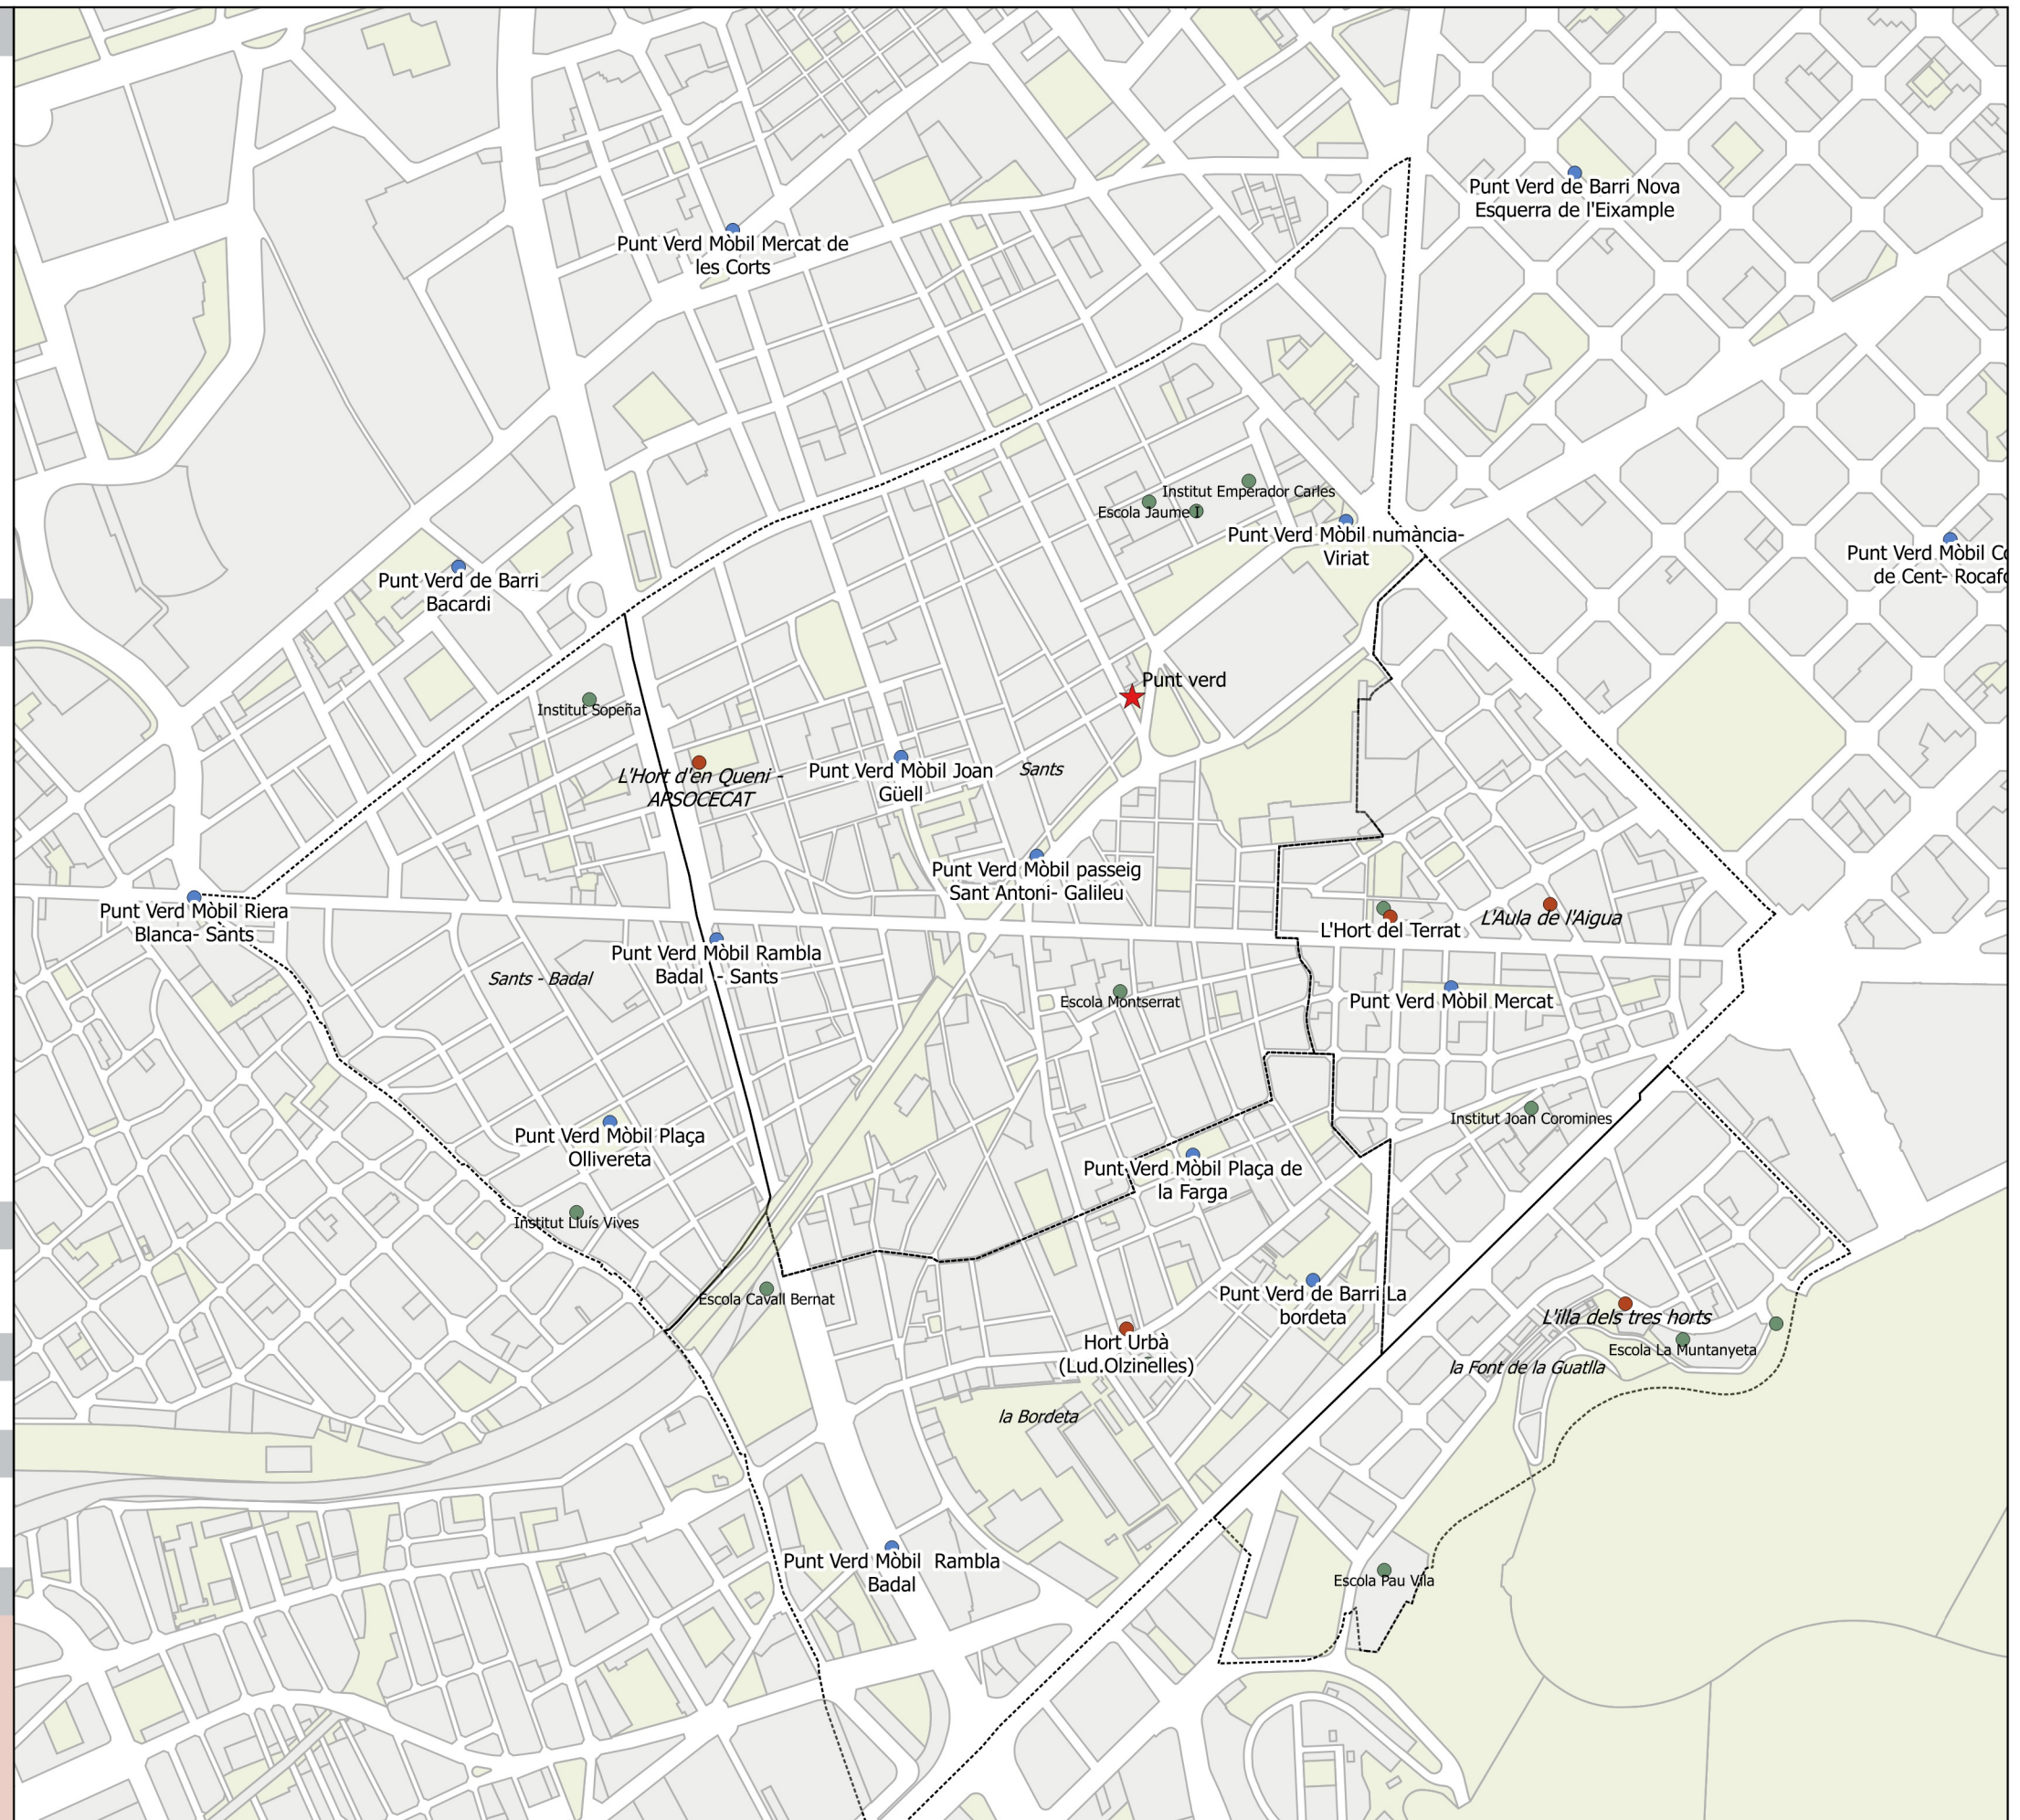 Punt Verd de Barri Nova
Esquerra de l'Eixample
Punt Verd Mòbil Mercat de
les Corts
Institut Emperador Carles
Escola Jaume I
Punt Verd Mòbil numància-
Viriat
Punt Verd Mòbil Co
de Cent- Rocafo
Punt Verd de Barri
Bacardi
Punt verd
Institut Sopeña
L'Hort d'en Queni -
APSOCECAT
Punt Verd Mòbil Joan
Güell
Sants
Punt Verd Mòbil passeig
Sant Antoni- Galileu
Punt Verd Mòbil Riera
Blanca- Sants
L'Hort del Terrat
L'Aula de l'Aigua
Punt Verd Mòbil Rambla
Badal - Sants
Sants - Badal
Escola Montserrat
Punt Verd Mòbil Mercat
Institut Joan Coromines
Punt Verd Mòbil Plaça
Ollivereta
Punt Verd Mòbil Plaça de
la Farga
Institut Lluís Vives
Escola Cavall Bernat
Punt Verd de Barri La
bordeta
L'illa dels tres horts
Escola La Muntanyeta
Hort Urbà
(Lud.Olzinelles)
la Font de la Guatlla
la Bordeta
Punt Verd Mòbil Rambla
Badal
Escola Pau Vila